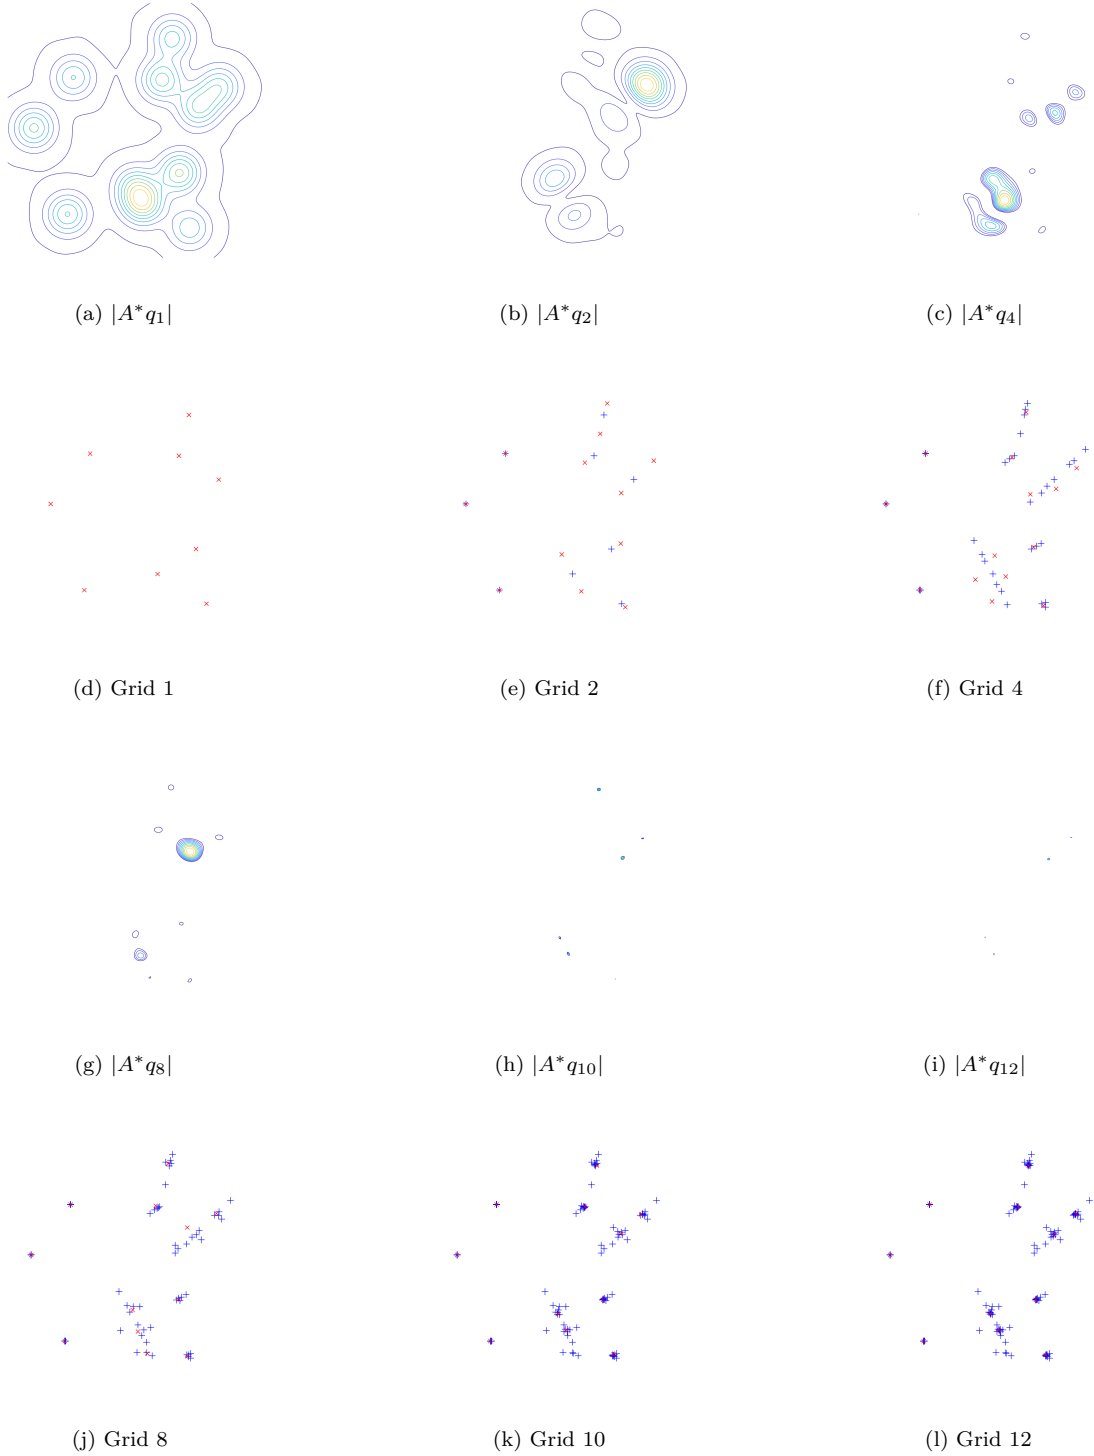 (a) |A*q₁|
(b) |A*q₂|
(c) |A*q₄|
(d) Grid 1
(e) Grid 2
(f) Grid 4
(g) |A*q₈|
(h) |A*q₁₀|
(i) |A*q₁₂|
(j) Grid 8
(k) Grid 10
(l) Grid 12